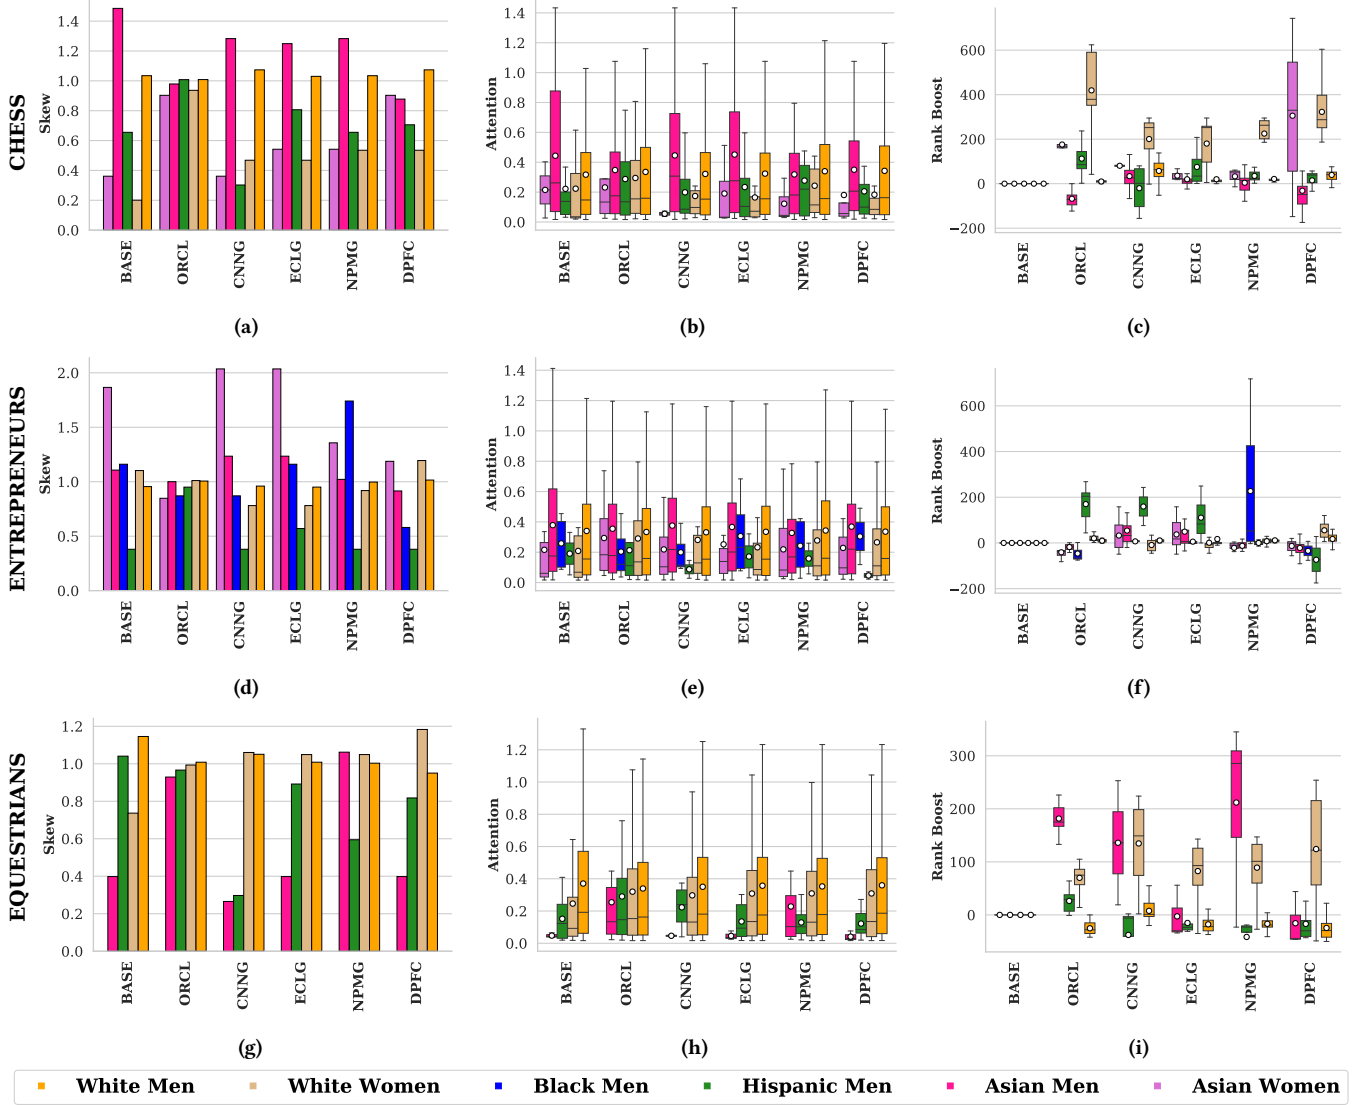 CHESS
Skew
1.4
1.2
1.0
0.8
0.6
0.4
0.2
0.0
BASE
ORCL
CNNG
ECLG
NPMG
DPFC
(a)
Attention
1.4
1.2
1.0
0.8
0.6
0.4
0.2
0.0
BASE
ORCL
CNNG
ECLG
NPMG
DPFC
(b)
Rank Boost
600
400
200
0
−200
BASE
ORCL
CNNG
ECLG
NPMG
DPFC
(c)
ENTREPRENEURS
Skew
2.0
1.5
1.0
0.5
0.0
BASE
ORCL
CNNG
ECLG
NPMG
DPFC
(d)
Attention
1.4
1.2
1.0
0.8
0.6
0.4
0.2
0.0
BASE
ORCL
CNNG
ECLG
NPMG
DPFC
(e)
Rank Boost
600
400
200
0
−200
BASE
ORCL
CNNG
ECLG
NPMG
DPFC
(f)
EQUESTRIANS
Skew
1.2
1.0
0.8
0.6
0.4
0.2
0.0
BASE
ORCL
CNNG
ECLG
NPMG
DPFC
(g)
Attention
1.2
1.0
0.8
0.6
0.4
0.2
0.0
BASE
ORCL
CNNG
ECLG
NPMG
DPFC
(h)
Rank Boost
300
200
100
0
BASE
ORCL
CNNG
ECLG
NPMG
DPFC
(i)
White Men White Women Black Men Hispanic Men Asian Men Asian Women